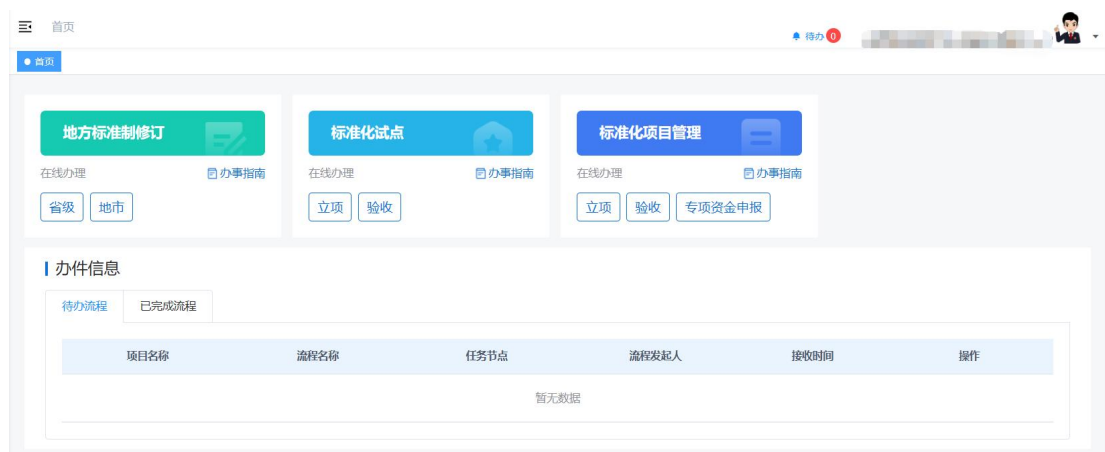 首页
待办 0
首页
地方标准制修订 标准化试点 标准化项目管理
在线办理 办事指南 在线办理 办事指南 在线办理 办事指南
省级 地市 立项 验收 立项 验收 专项资金申报
办件信息
待办流程 已完成流程
项目名称 流程名称 任务节点 流程发起人 接收时间 操作
暂无数据